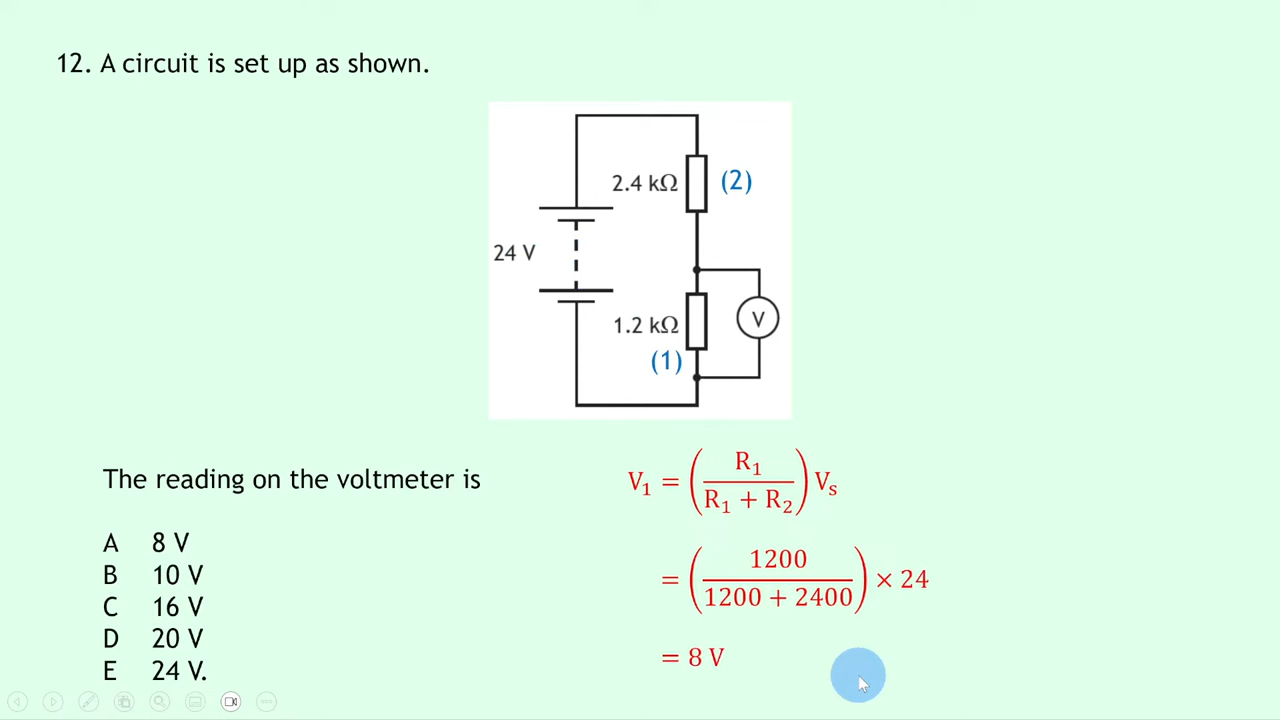 12. A circuit is set up as shown.
2.4 kΩ
(2)
24 V
1.2 kΩ
V
(1)
The reading on the voltmeter is
A 8 V
B 10 V
C 16 V
D 20 V
E 24 V.
V₁ = (R₁ / (R₁ + R₂)) Vₛ
= (1200 / (1200 + 2400)) × 24
= 8 V